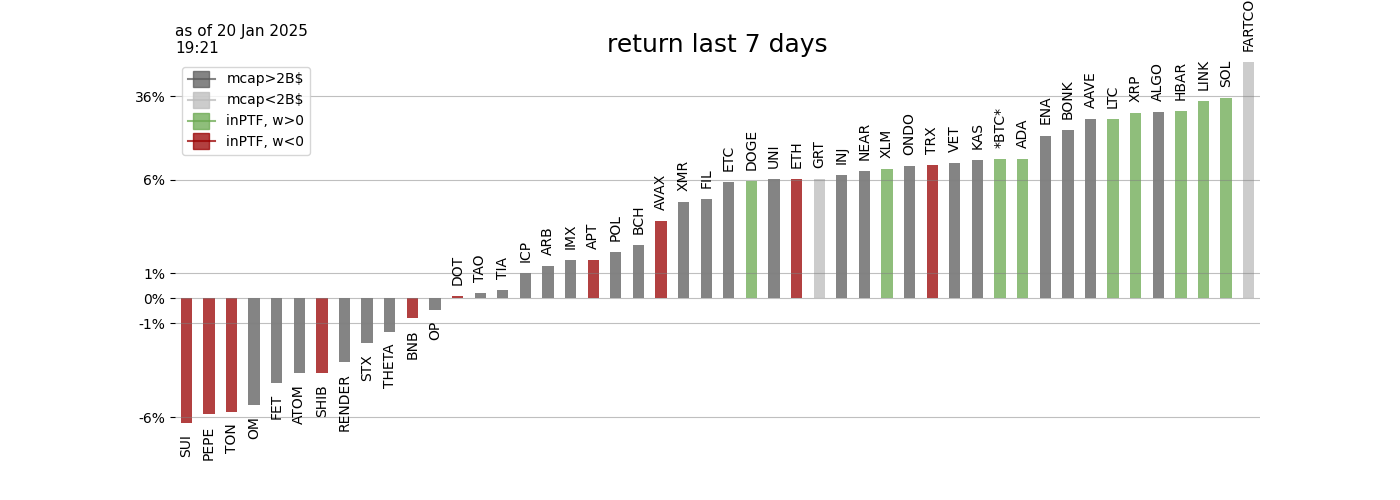 as of 20 Jan 2025
19:21
return last 7 days
mcap>2B$
mcap<2B$
inPTF, w>0
inPTF, w<0
36%
6%
1%
0%
-1%
-6%
SUI
PEPE
TON
OM
FET
ATOM
SHIB
RENDER
STX
THETA
BNB
OP
DOT
TAO
TIA
ICP
ARB
IMX
APT
POL
BCH
AVAX
XMR
FIL
ETC
DOGE
UNI
ETH
GRT
INJ
NEAR
XLM
ONDO
TRX
VET
KAS
*BTC*
ADA
ENA
BONK
AAVE
LTC
XRP
ALGO
HBAR
LINK
SOL
FARTCO